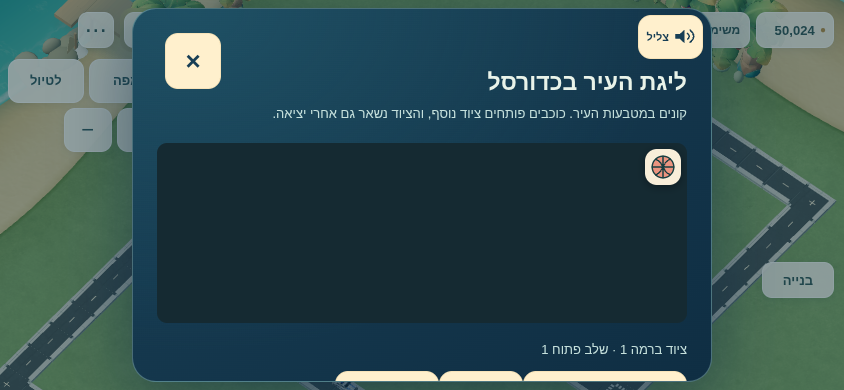 50,024
משימ
צליל
ליגת העיר בכדורסל
קונים במטבעות העיר. כוכבים פותחים ציוד נוסף, והציוד נשאר גם אחרי יציאה.
לטיול
מפה
בנייה
ציוד ברמה 1 · שלב פתוח 1